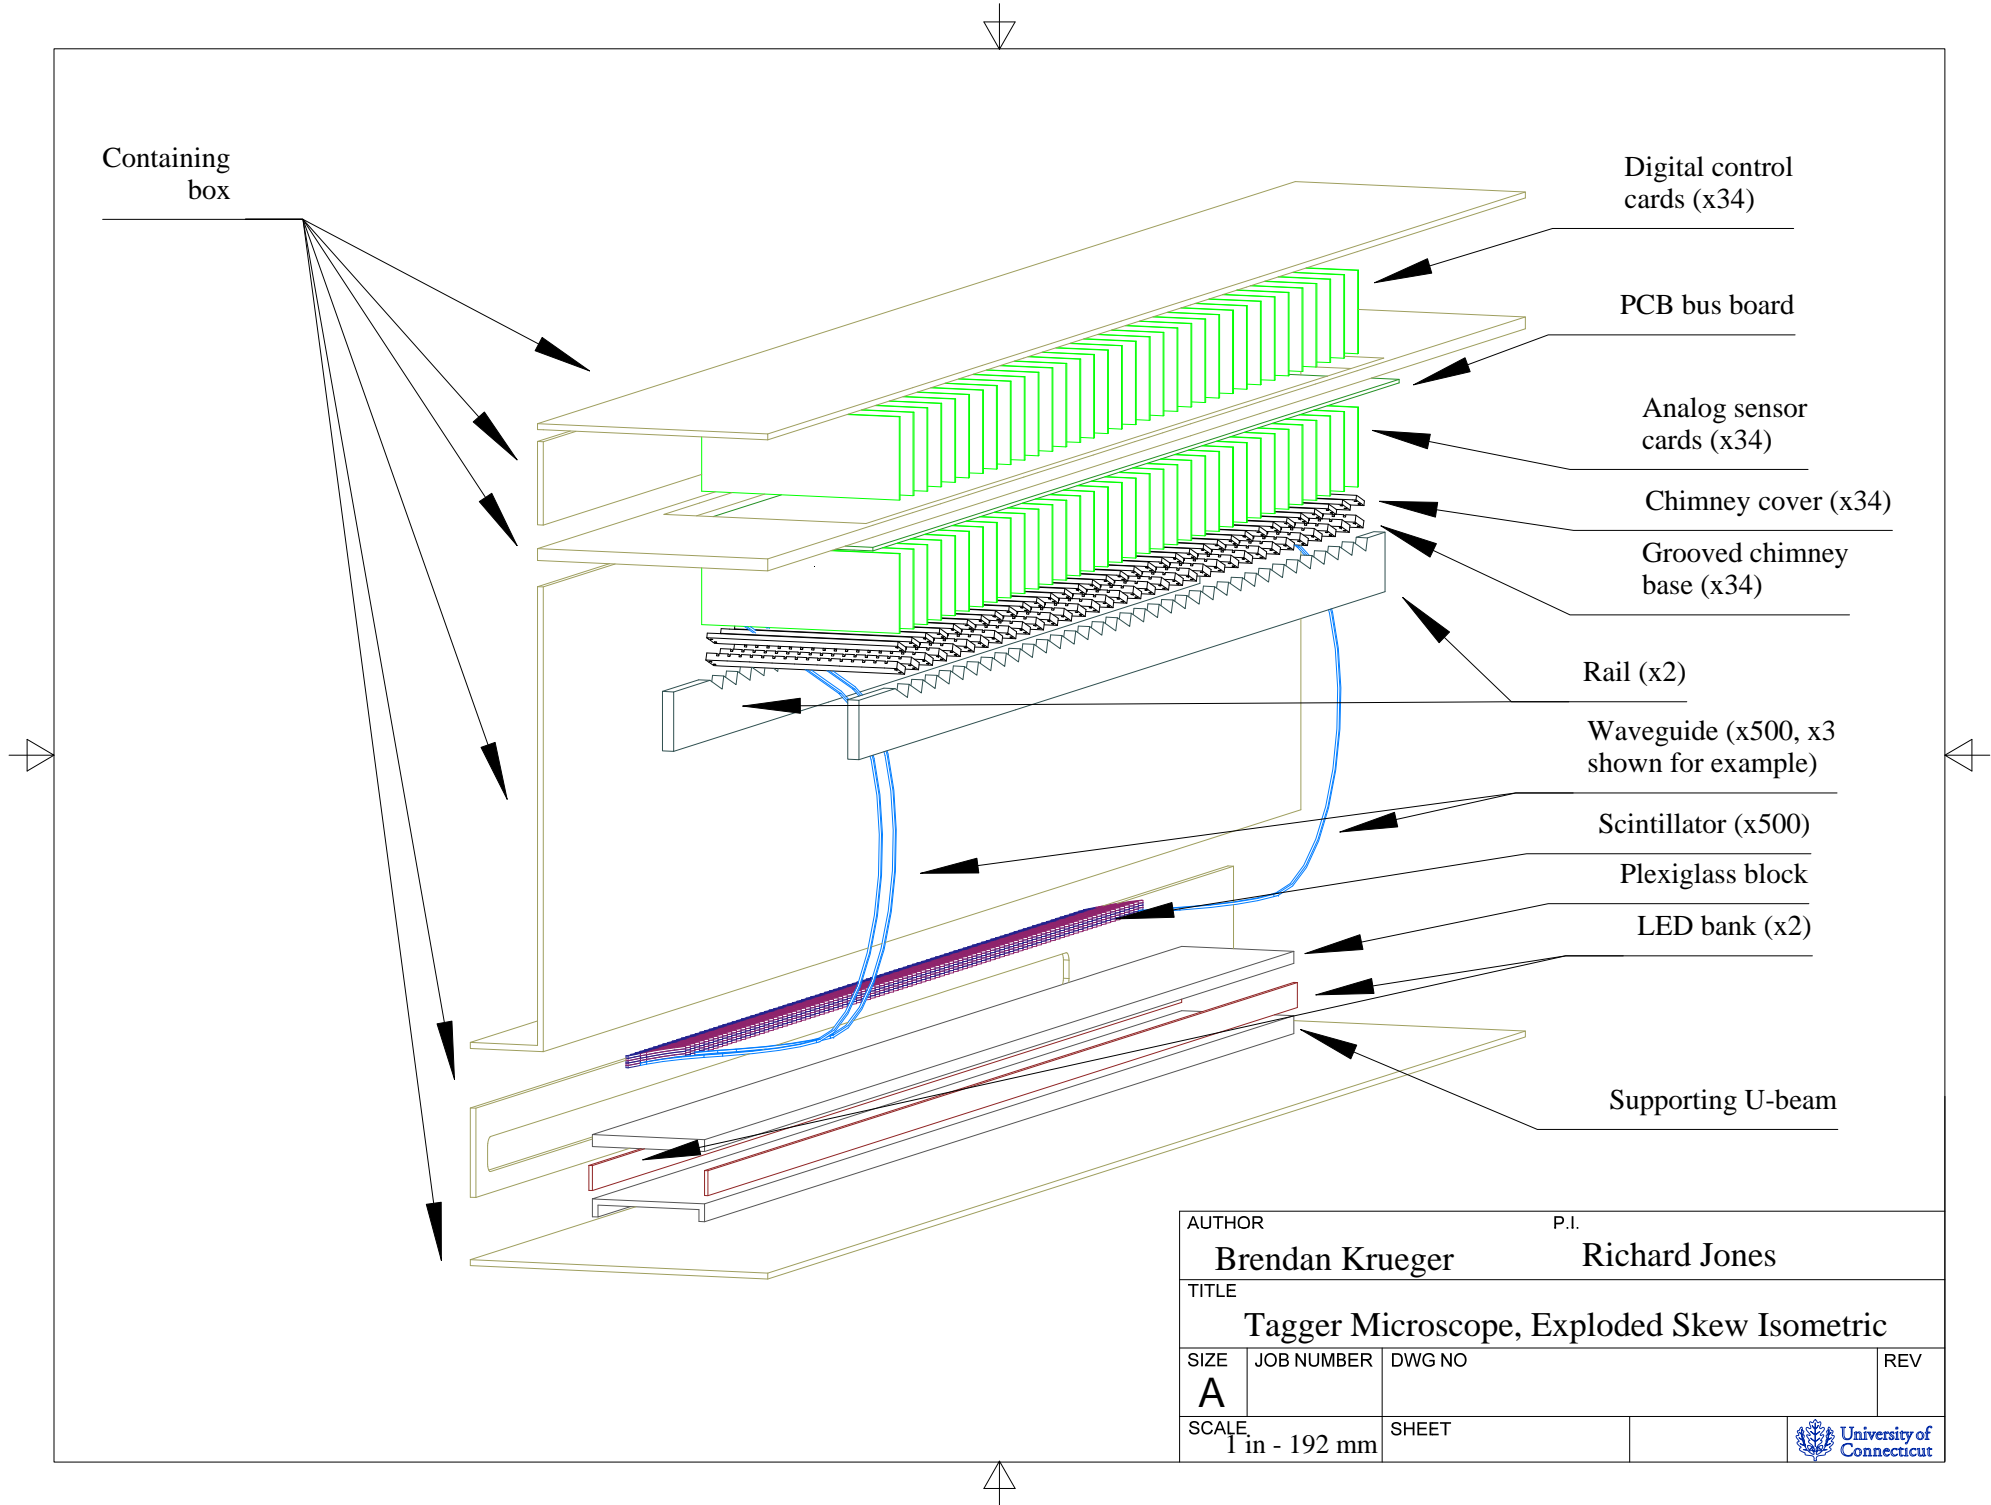 Containing
box
Digital control
cards (x34)
PCB bus board
Analog sensor
cards (x34)
Chimney cover (x34)
Grooved chimney
base (x34)
Rail (x2)
Waveguide (x500, x3
shown for example)
Scintillator (x500)
Plexiglass block
LED bank (x2)
Supporting U-beam
AUTHOR P.I.
Brendan Krueger Richard Jones
TITLE
Tagger Microscope, Exploded Skew Isometric
SIZE JOB NUMBER DWG NO REV
A
SCALE SHEET
1 in - 192 mm
University of
Connecticut